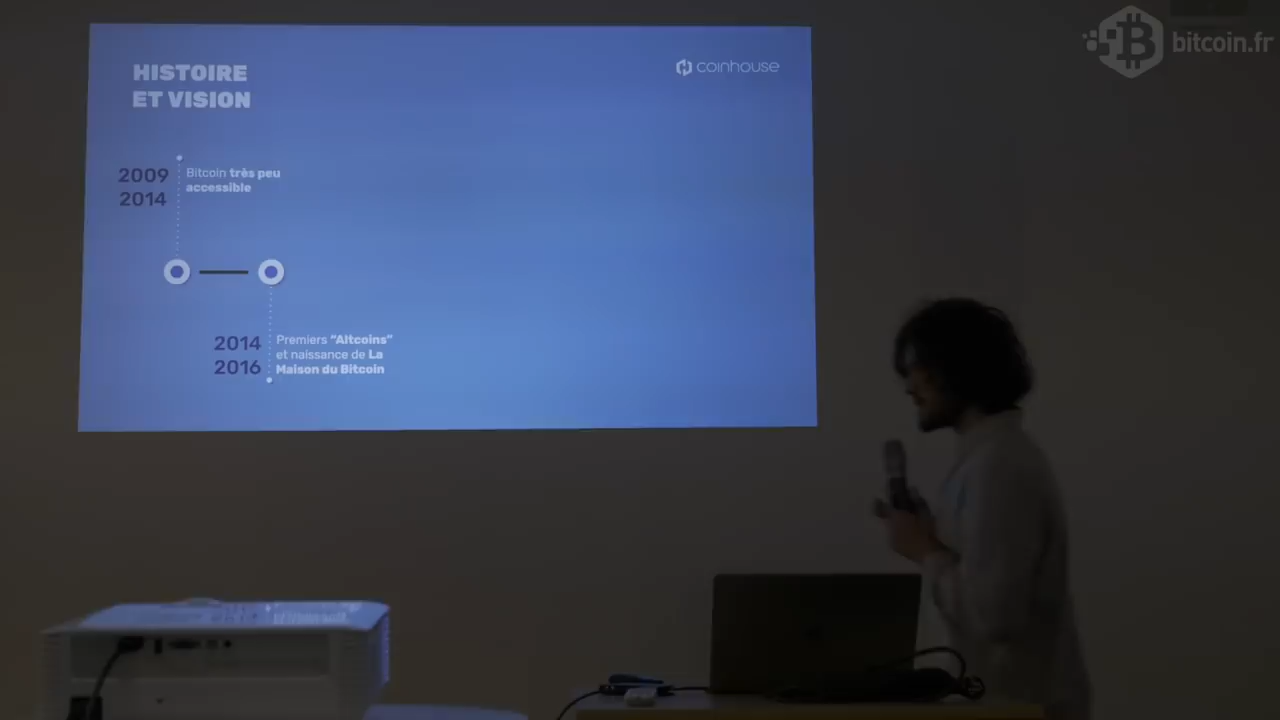 HISTOIRE
ET VISION
coinhouse
bitcoin.fr
2009
2014
Bitcoin très peu
accessible
2014
2016
Premiers "Altcoins"
et naissance de La
Maison du Bitcoin